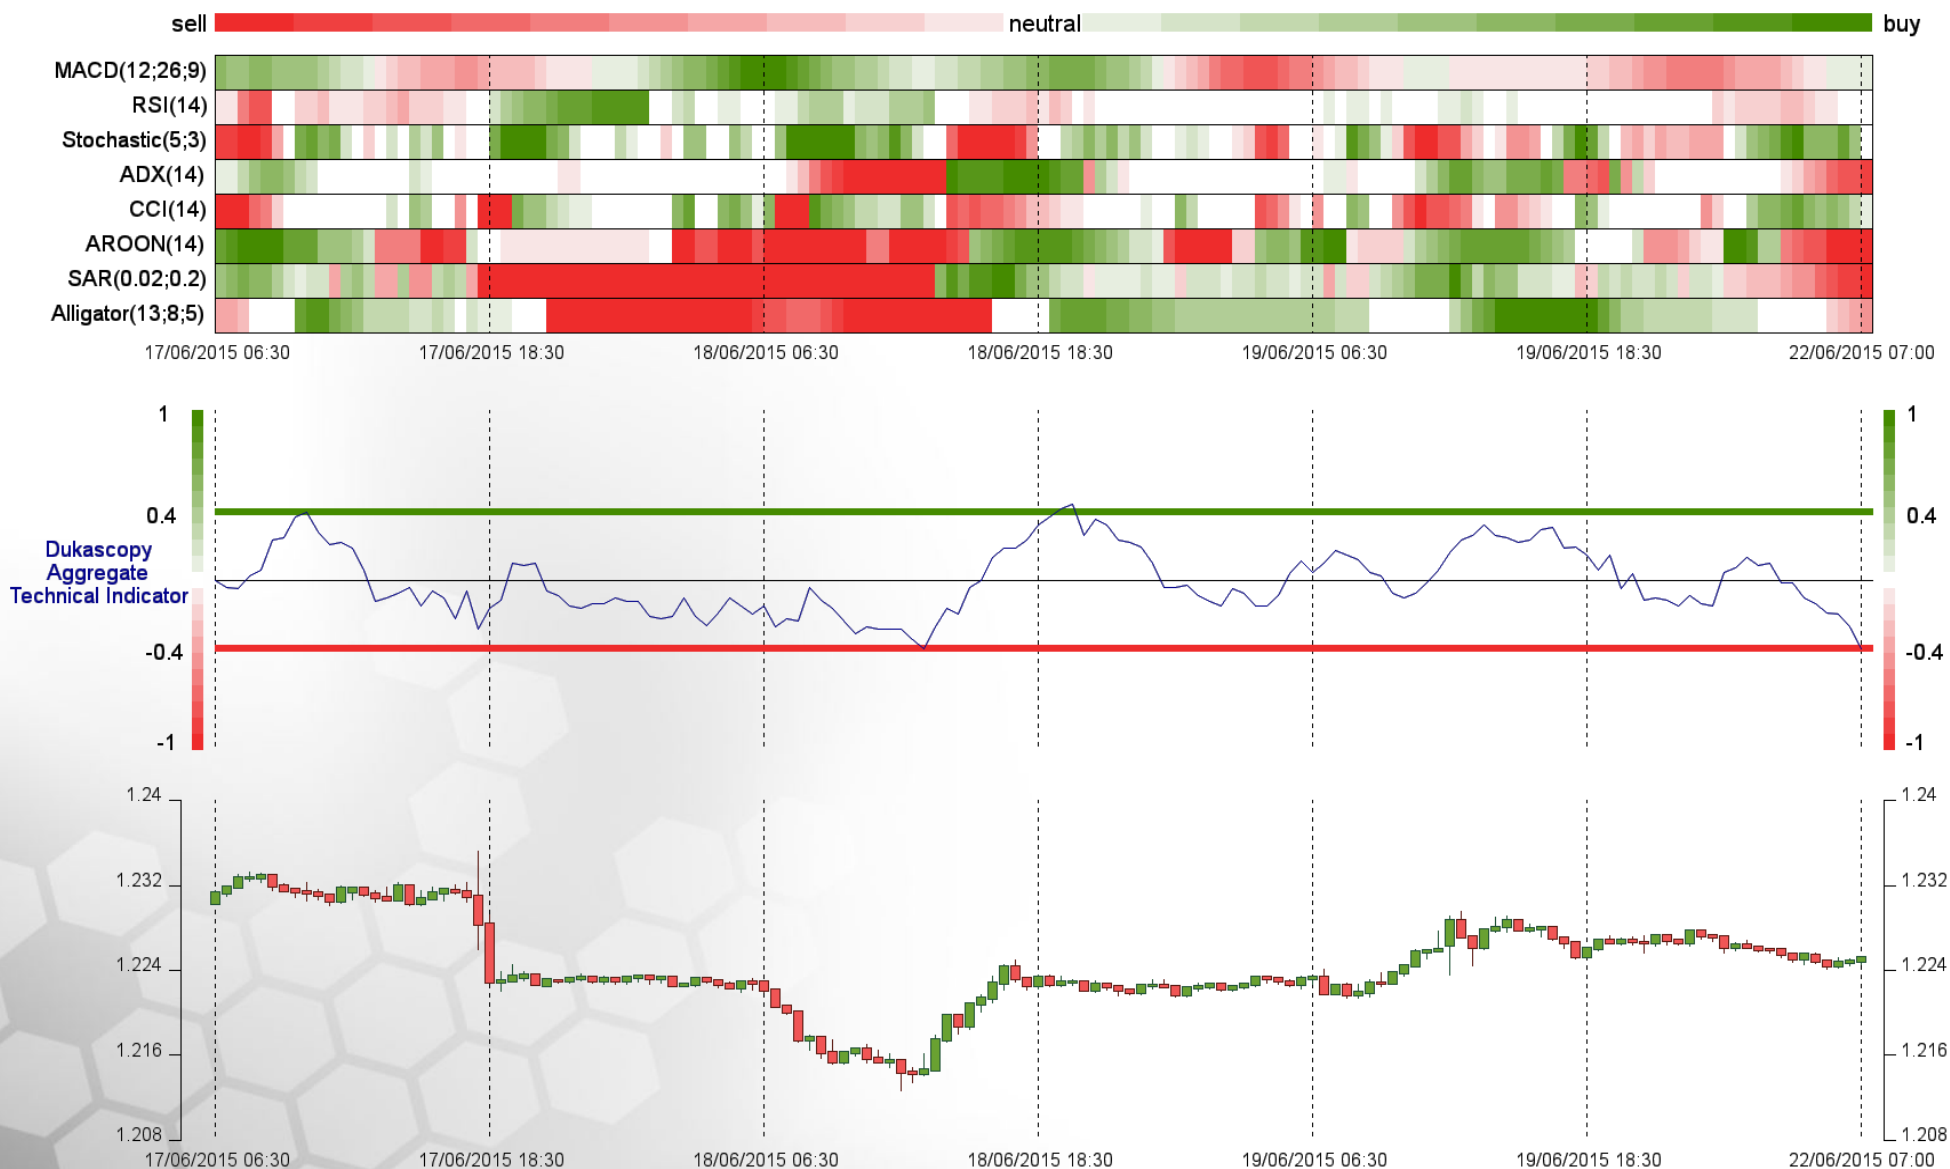 sell neutral buy
MACD(12;26;9)
RSI(14)
Stochastic(5;3)
ADX(14)
CCI(14)
AROON(14)
SAR(0.02;0.2)
Alligator(13;8;5)
17/06/2015 06:30 17/06/2015 18:30 18/06/2015 06:30 18/06/2015 18:30 19/06/2015 06:30 19/06/2015 18:30 22/06/2015 07:00
1 1
0.4 0.4
Dukascopy
Aggregate
Technical Indicator
-0.4 -0.4
-1 -1
1.24 1.24
1.232 1.232
1.224 1.224
1.216 1.216
1.208 1.208
17/06/2015 06:30 17/06/2015 18:30 18/06/2015 06:30 18/06/2015 18:30 19/06/2015 06:30 19/06/2015 18:30 22/06/2015 07:00